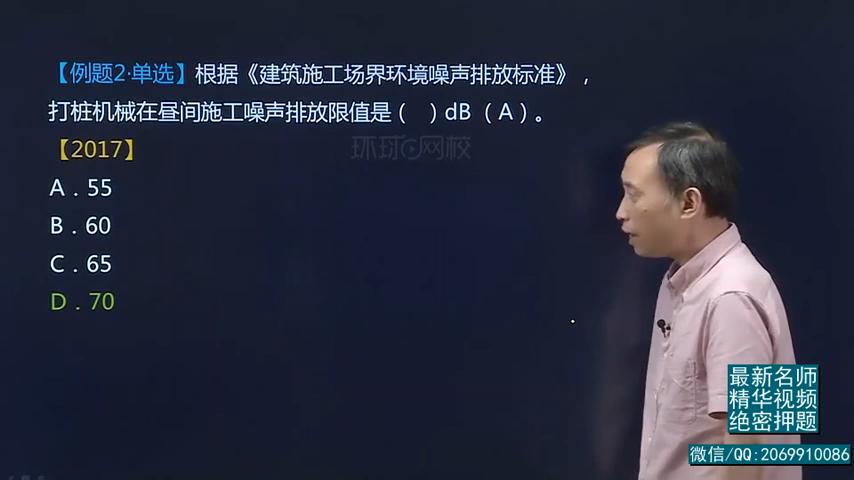 【例题2·单选】根据《建筑施工场界环境噪声排放标准》，
打桩机械在昼间施工噪声排放限值是（ ）dB（A）。
【2017】
环球网校
A．55
B．60
C．65
D．70
最新名师
精华视频
绝密押题
微信/QQ:2069910086